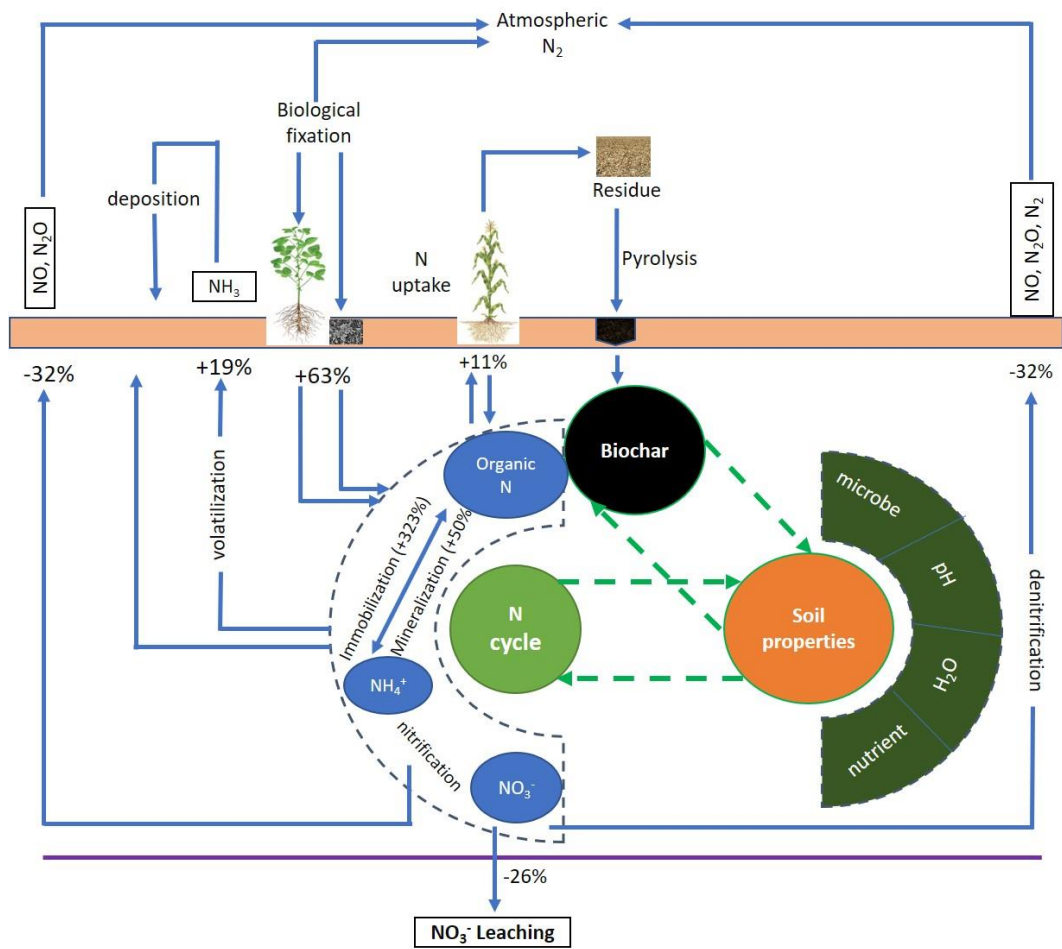 Atmospheric
N₂
Biological
fixation
deposition
Residue
NO, N₂O
NH₃
N
uptake
Pyrolysis
NO, N₂O, N₂
-32%
+19%
+63%
+11%
-32%
Organic
N
Biochar
microbe
pH
H₂O
nutrient
volatilization
Immobilization (+323%)
Mineralization (+50%
N
cycle
Soil
properties
denitrification
NH₄⁺
nitrification
NO₃⁻
-26%
NO₃⁻ Leaching